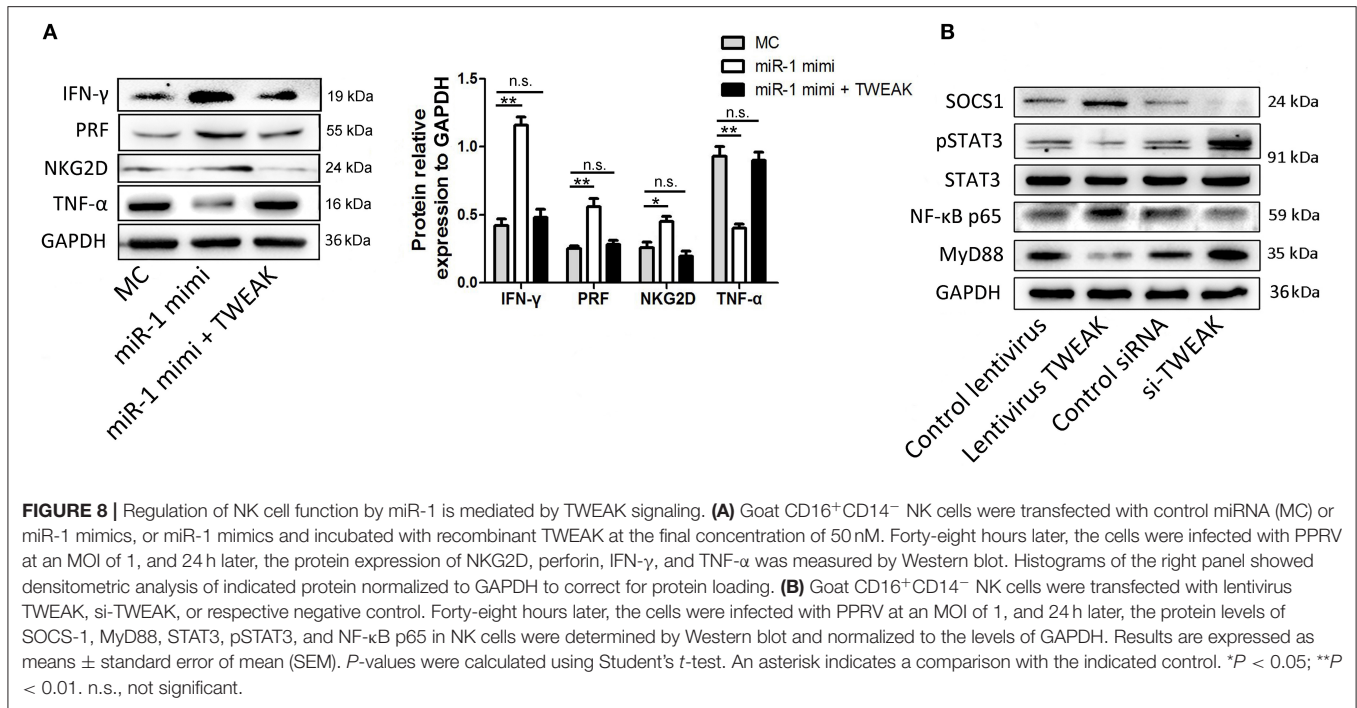 A
IFN-γ 19 kDa
PRF 55 kDa
NKG2D 24 kDa
TNF-α 16 kDa
GAPDH 36 kDa
MC
miR-1 mimi
miR-1 mimi + TWEAK
MC
miR-1 mimi
miR-1 mimi + TWEAK
Protein relative
expression to GAPDH
1.5
1.0
0.5
0.0
n.s.
**
n.s.
**
n.s.
*
n.s.
**
IFN-γ PRF NKG2D TNF-α
B
SOCS1 24 kDa
pSTAT3
91 kDa
STAT3
NF-κB p65 59 kDa
MyD88 35 kDa
GAPDH 36kDa
Control lentivirus
Lentivirus TWEAK
Control siRNA
si-TWEAK
FIGURE 8 | Regulation of NK cell function by miR-1 is mediated by TWEAK signaling. (A) Goat CD16+CD14− NK cells were transfected with control miRNA (MC) or
miR-1 mimics, or miR-1 mimics and incubated with recombinant TWEAK at the final concentration of 50 nM. Forty-eight hours later, the cells were infected with PPRV
at an MOI of 1, and 24 h later, the protein expression of NKG2D, perforin, IFN-γ, and TNF-α was measured by Western blot. Histograms of the right panel showed
densitometric analysis of indicated protein normalized to GAPDH to correct for protein loading. (B) Goat CD16+CD14− NK cells were transfected with lentivirus
TWEAK, si-TWEAK, or respective negative control. Forty-eight hours later, the cells were infected with PPRV at an MOI of 1, and 24 h later, the protein levels of
SOCS-1, MyD88, STAT3, pSTAT3, and NF-κB p65 in NK cells were determined by Western blot and normalized to the levels of GAPDH. Results are expressed as
means ± standard error of mean (SEM). P-values were calculated using Student's t-test. An asterisk indicates a comparison with the indicated control. *P < 0.05; **P
< 0.01. n.s., not significant.